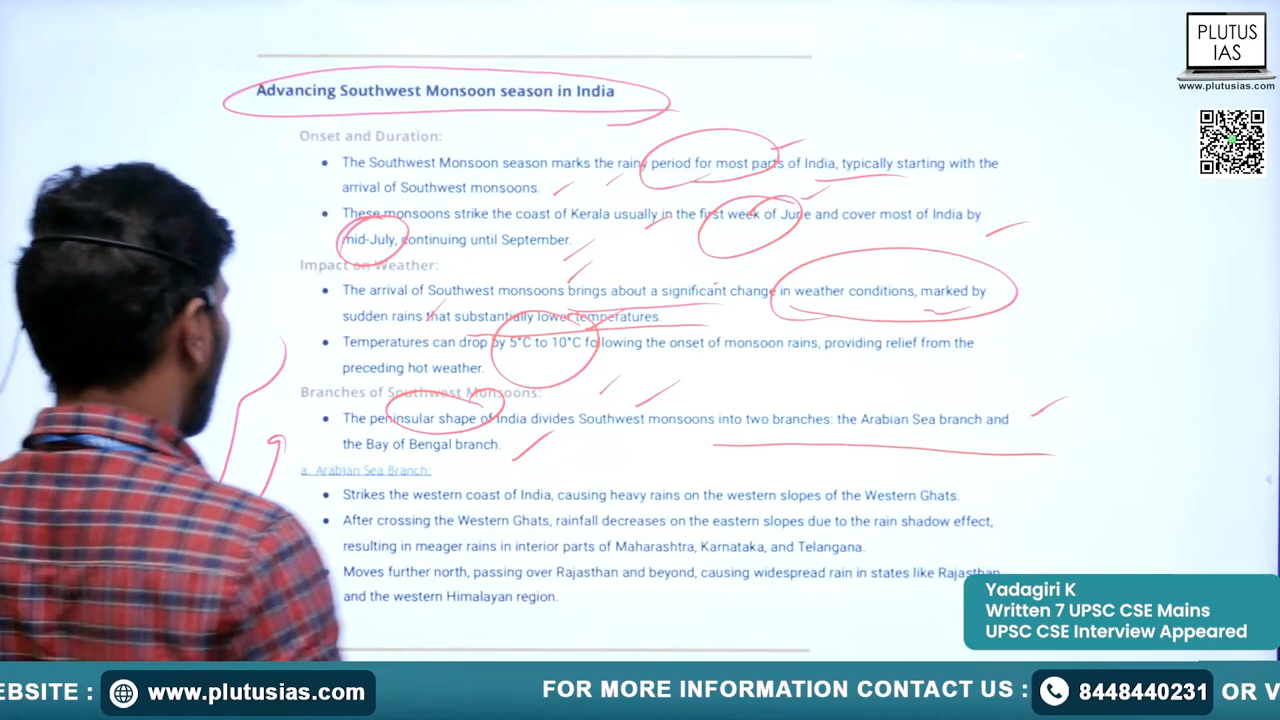 PLUTUS
IAS
www.plutusias.com
Advancing Southwest Monsoon season in India
Onset and Duration:
The Southwest Monsoon season marks the rainy period for most parts of India, typically starting with the
arrival of Southwest monsoons.
These monsoons strike the coast of Kerala usually in the first week of June and cover most of India by
mid-July, continuing until September.
Impact on Weather:
The arrival of Southwest monsoons brings about a significant change in weather conditions, marked by
sudden rains that substantially lower temperatures.
Temperatures can drop by 5°C to 10°C following the onset of monsoon rains, providing relief from the
preceding hot weather.
Branches of Southwest Monsoons:
The peninsular shape of India divides Southwest monsoons into two branches: the Arabian Sea branch and
the Bay of Bengal branch.
a. Arabian Sea Branch:
Strikes the western coast of India, causing heavy rains on the western slopes of the Western Ghats.
After crossing the Western Ghats, rainfall decreases on the eastern slopes due to the rain shadow effect,
resulting in meager rains in interior parts of Maharashtra, Karnataka, and Telangana.
Moves further north, passing over Rajasthan and beyond, causing widespread rain in states like Rajasthan
and the western Himalayan region.
Yadagiri K
Written 7 UPSC CSE Mains
UPSC CSE Interview Appeared
EBSITE : www.plutusias.com FOR MORE INFORMATION CONTACT US : 8448440231 OR V